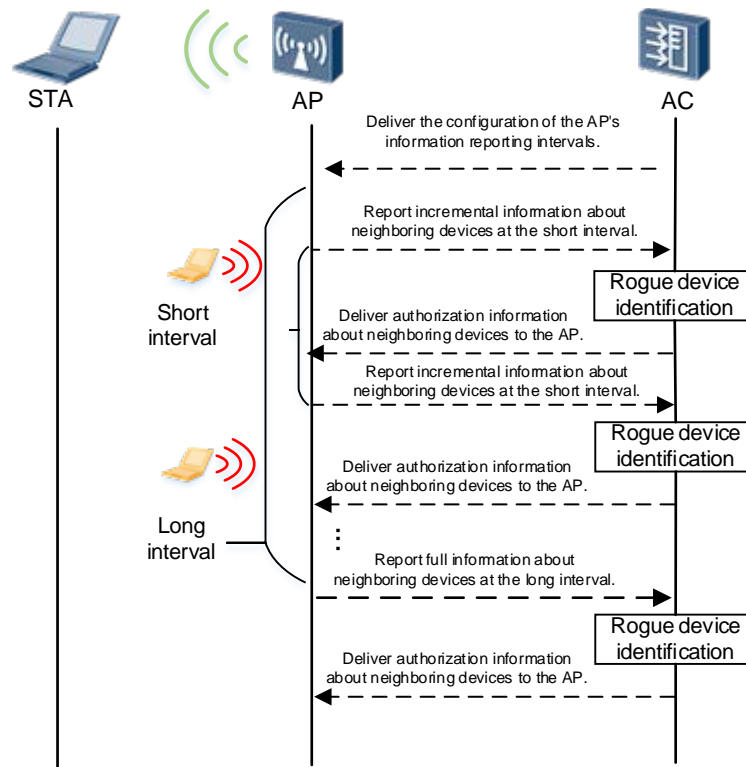 STA
AP
AC
Deliver the configuration of the AP's
information reporting intervals.
Report incremental information about
neighboring devices at the short interval.
Rogue device
identification
Short
interval
Deliver authorization information
about neighboring devices to the AP.
Report incremental information about
neighboring devices at the short interval.
Rogue device
identification
Deliver authorization information
about neighboring devices to the AP.
Long
interval
...
Report full information about
neighboring devices at the long interval.
Rogue device
identification
Deliver authorization information
about neighboring devices to the AP.